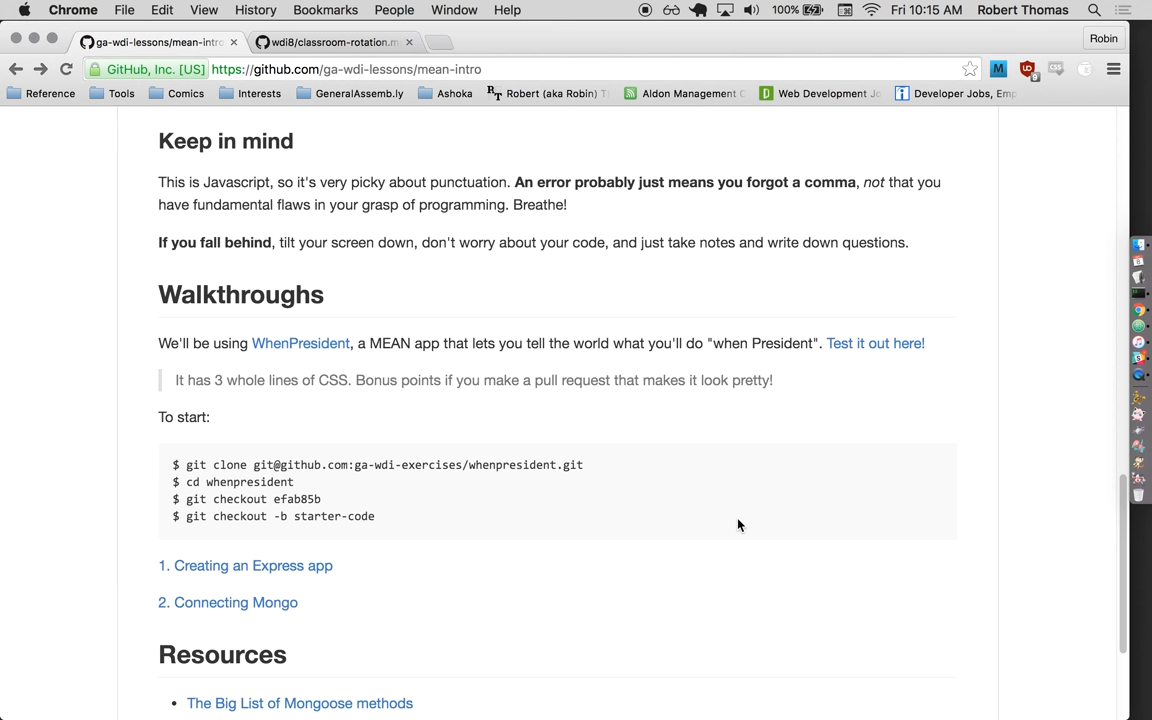 Chrome File Edit View History Bookmarks People Window Help 100% Fri 10:15 AM Robert Thomas
ga-wdi-lessons/mean-intro wdi8/classroom-rotation.m Robin
GitHub, Inc. [US] https://github.com/ga-wdi-lessons/mean-intro
Reference Tools Comics Interests GeneralAssemb.ly Ashoka Robert (aka Robin) T Aldon Management C Web Development Jo Developer Jobs, Emp
Keep in mind
This is Javascript, so it's very picky about punctuation. An error probably just means you forgot a comma, not that you
have fundamental flaws in your grasp of programming. Breathe!
If you fall behind, tilt your screen down, don't worry about your code, and just take notes and write down questions.
Walkthroughs
We'll be using WhenPresident, a MEAN app that lets you tell the world what you'll do "when President". Test it out here!
It has 3 whole lines of CSS. Bonus points if you make a pull request that makes it look pretty!
To start:
$ git clone git@github.com:ga-wdi-exercises/whenpresident.git
$ cd whenpresident
$ git checkout efab85b
$ git checkout -b starter-code
1. Creating an Express app
2. Connecting Mongo
Resources
• The Big List of Mongoose methods